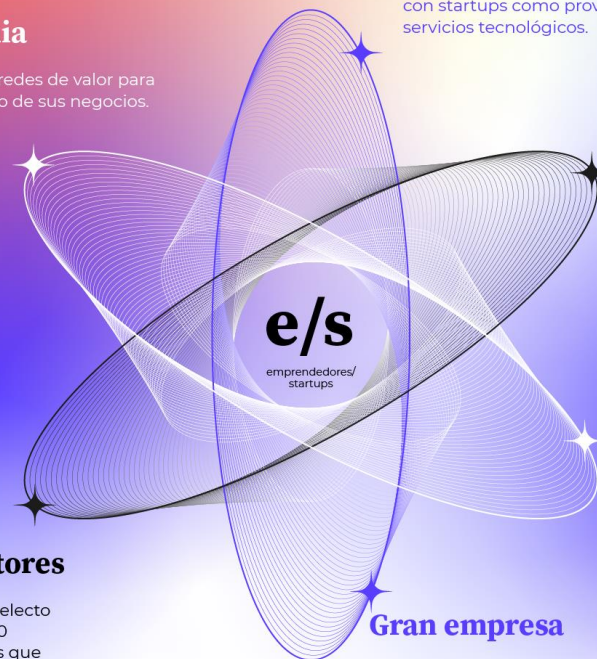 con startups como prov
servicios tecnológicos.
ia
redes de valor para
o de sus negocios.
e/s
emprendedores/
startups
tores
electo
0
s que
Gran empresa